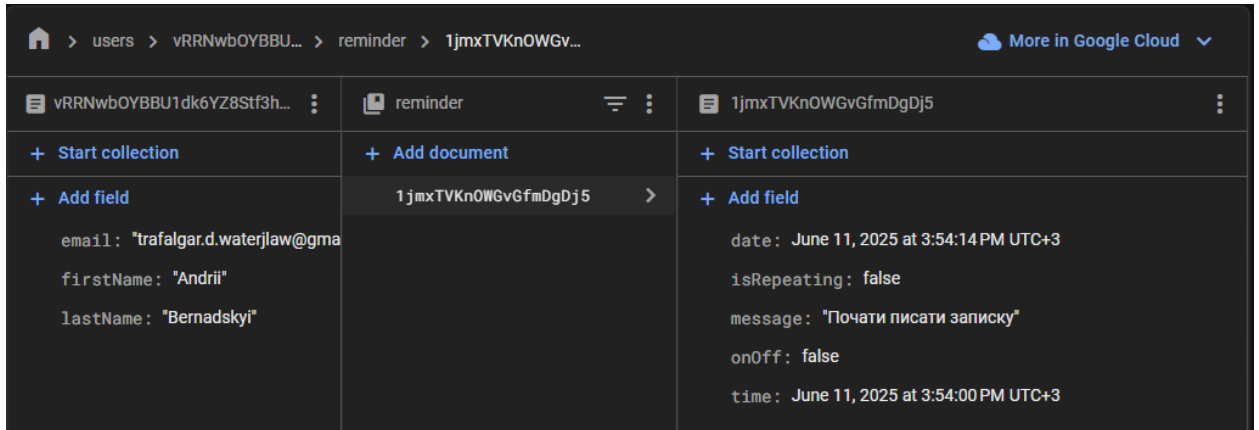 users > vRRNwbOYBBU... > reminder > 1jmxTVKnOWGv...
More in Google Cloud
vRRNwbOYBBU1dk6YZ8Stf3h...
+ Start collection
+ Add field
email: "trafalgar.d.waterjlaw@gma
firstName: "Andrii"
lastName: "Bernadskyi"
reminder
+ Add document
1jmxTVKnOWGvGfmDgDj5
1jmxTVKnOWGvGfmDgDj5
+ Start collection
+ Add field
date: June 11, 2025 at 3:54:14 PM UTC+3
isRepeating: false
message: "Почати писати записку"
onOff: false
time: June 11, 2025 at 3:54:00 PM UTC+3